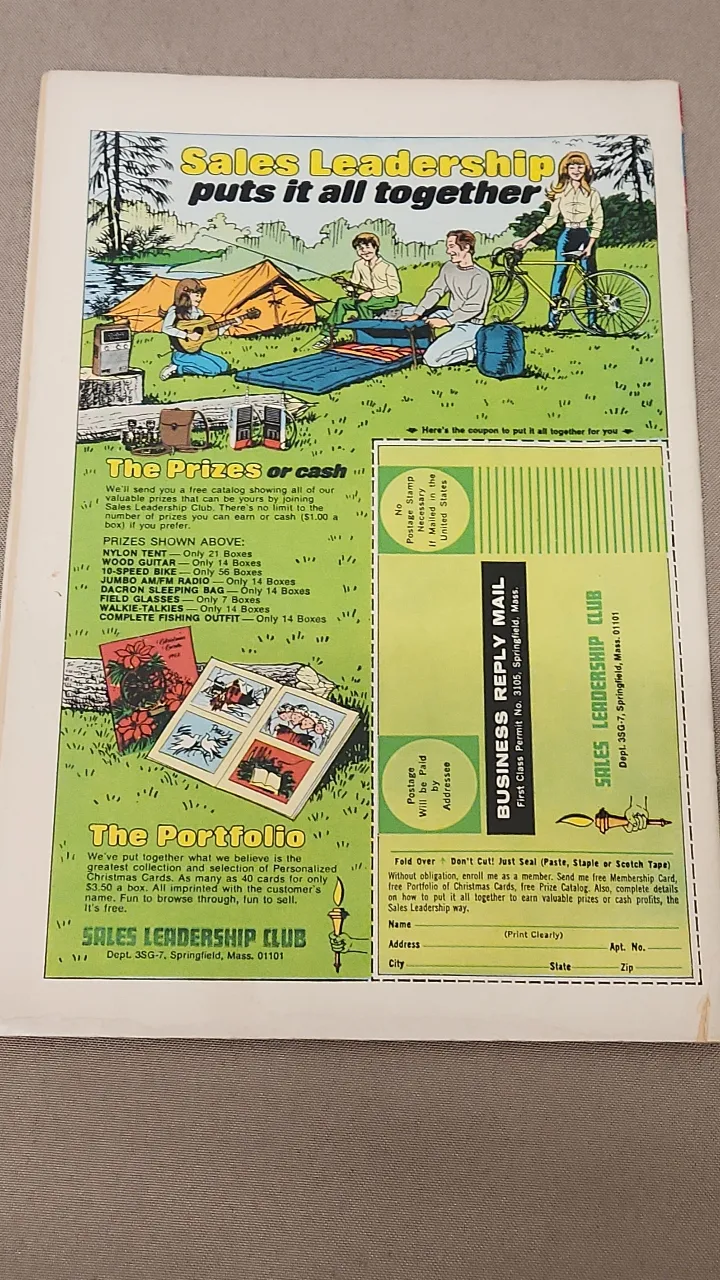 Sales Leadership
puts it all together
Here's the coupon to put it all together for you
The Prizes or cash
We'll send you a free catalog showing all of our
valuable prizes that can be yours by joining
Sales Leadership Club. There's no limit to the
number of prizes you can earn or cash ($1.00 a
box) if you prefer.
PRIZES SHOWN ABOVE:
NYLON TENT — Only 21 Boxes
WOOD GUITAR — Only 14 Boxes
10-SPEED BIKE — Only 56 Boxes
JUMBO AM/FM RADIO — Only 14 Boxes
DACRON SLEEPING BAG — Only 14 Boxes
FIELD GLASSES — Only 7 Boxes
WALKIE-TALKIES — Only 14 Boxes
COMPLETE FISHING OUTFIT — Only 14 Boxes
Christmas
Cards
The Portfolio
We've put together what we believe is the
greatest collection and selection of Personalized
Christmas Cards. As many as 40 cards for only
$3.50 a box. All imprinted with the customer's
name. Fun to browse through, fun to sell.
It's free.
SALES LEADERSHIP CLUB
Dept. 3SG-7, Springfield, Mass. 01101
No
Postage Stamp
Necessary
If Mailed in the
United States
BUSINESS REPLY MAIL
First Class Permit No. 3105, Springfield, Mass.
Postage
Will be Paid
by
Addressee
SALES LEADERSHIP CLUB
Dept. 3SG-7, Springfield, Mass. 01101
Fold Over ↑ Don't Cut! Just Seal (Paste, Staple or Scotch Tape)
Without obligation, enroll me as a member. Send me free Membership Card,
free Portfolio of Christmas Cards, free Prize Catalog. Also, complete details
on how to put it all together to earn valuable prizes or cash profits, the
Sales Leadership way.
Name
(Print Clearly)
Address Apt. No.
City State Zip